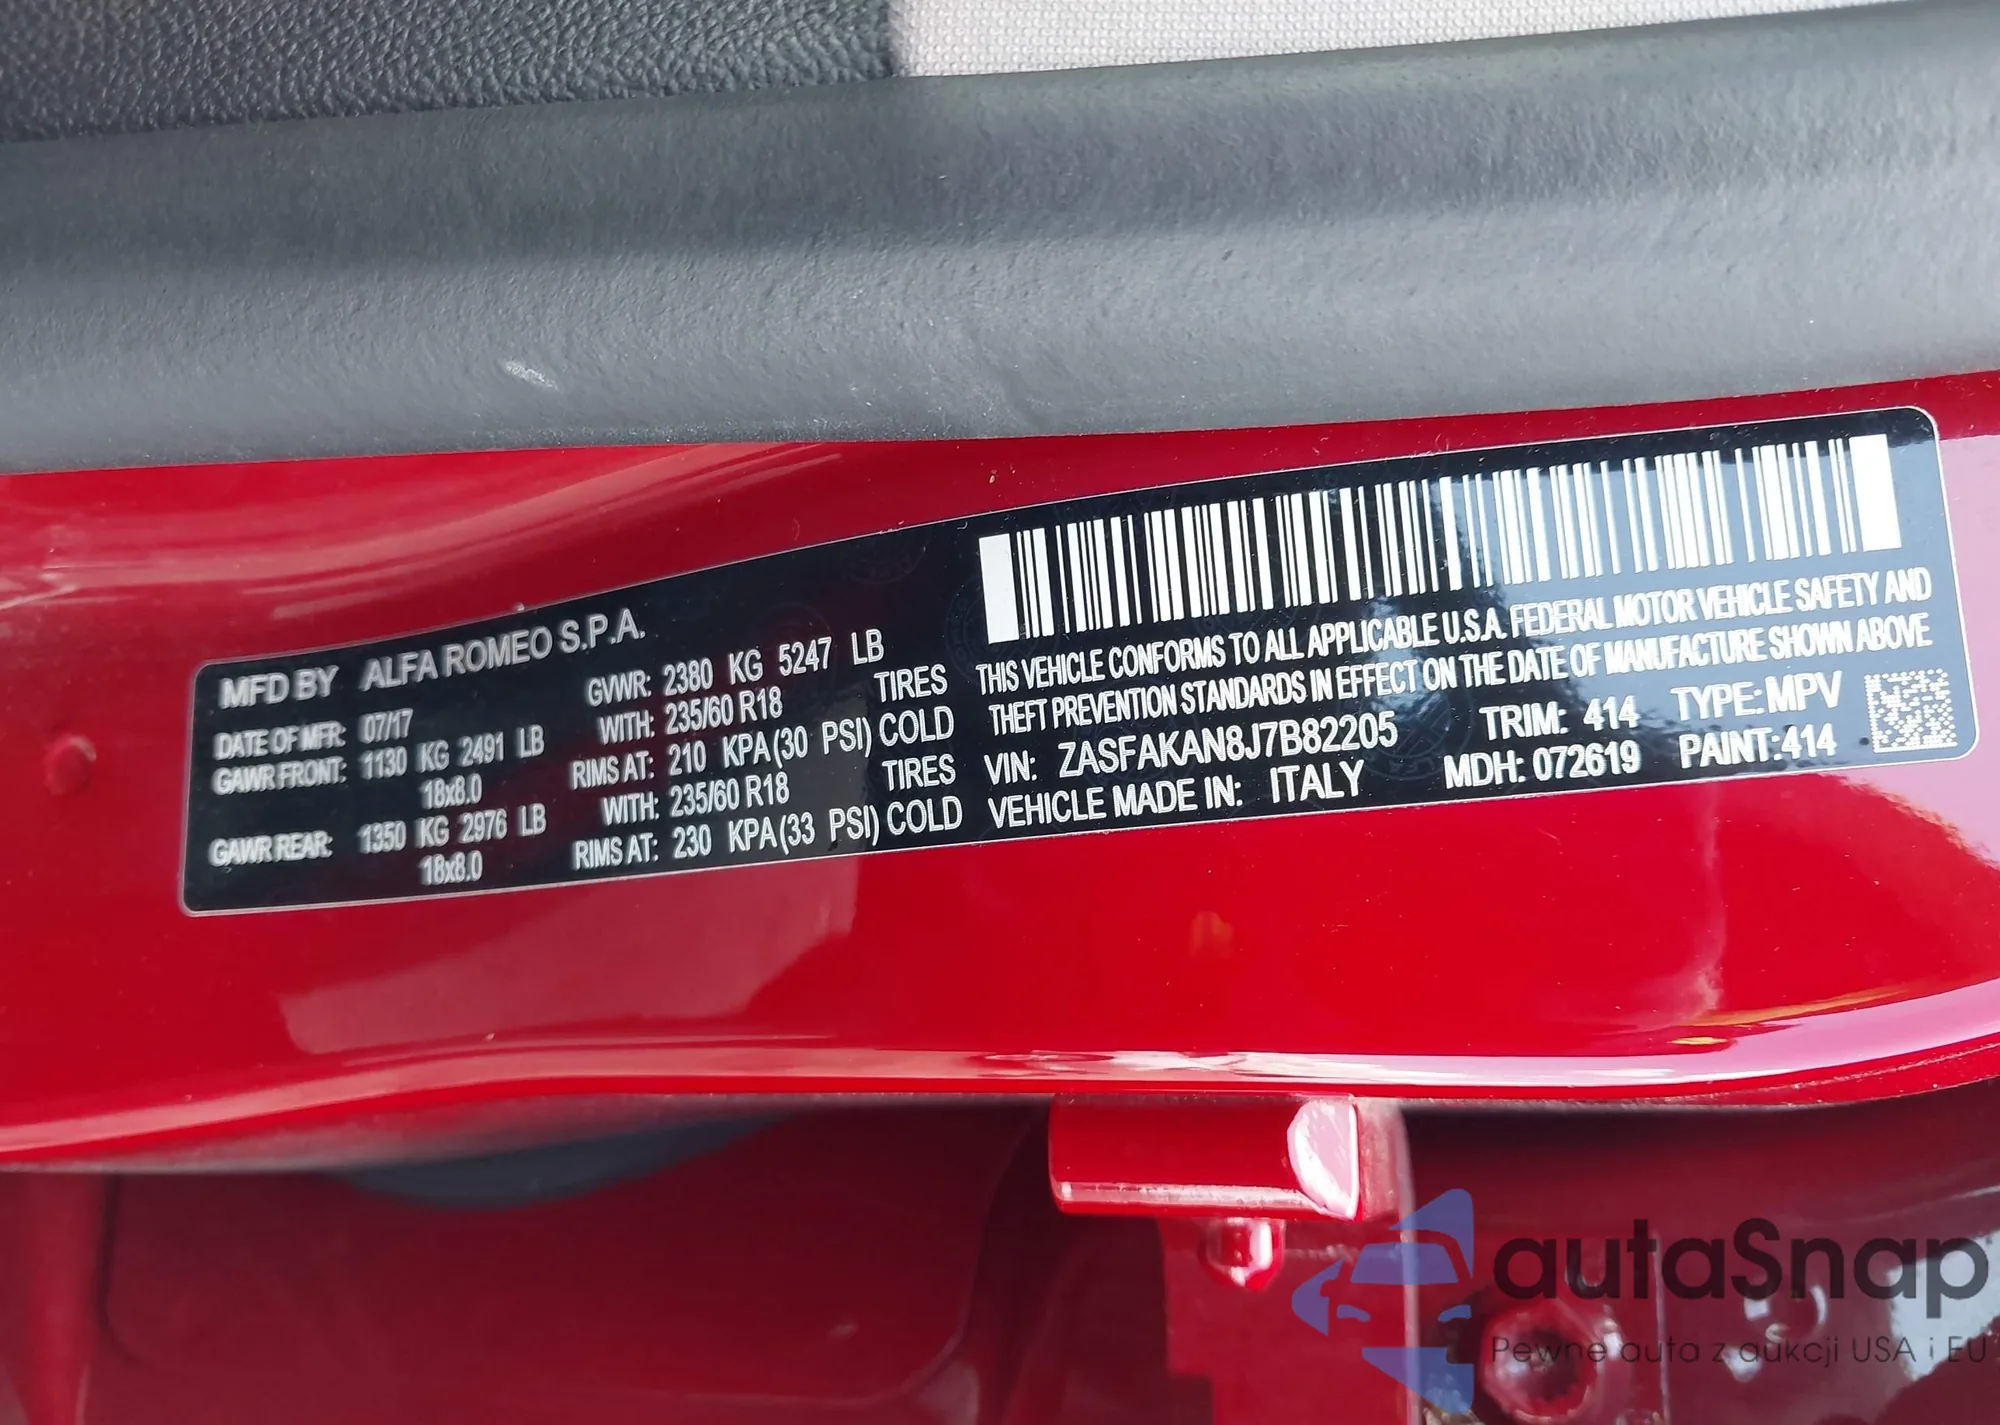 MFD BY ALFA ROMEO S.P.A.
DATE OF MFR: 07/17 GVWR: 2380 KG 5247 LB
GAWR FRONT: 1130 KG 2491 LB WITH: 235/60 R18 TIRES
18x8.0 RIMS AT: 210 KPA(30 PSI) COLD
GAWR REAR: 1350 KG 2976 LB WITH: 235/60 R18 TIRES
18x8.0 RIMS AT: 230 KPA(33 PSI) COLD
THIS VEHICLE CONFORMS TO ALL APPLICABLE U.S.A. FEDERAL MOTOR VEHICLE SAFETY AND
THEFT PREVENTION STANDARDS IN EFFECT ON THE DATE OF MANUFACTURE SHOWN ABOVE
VIN: ZASFAKAN8J7B82205 TRIM: 414 TYPE: MPV
VEHICLE MADE IN: ITALY MDH: 072619 PAINT: 414
autaSnap
Pewne auta z aukcji USA i EU